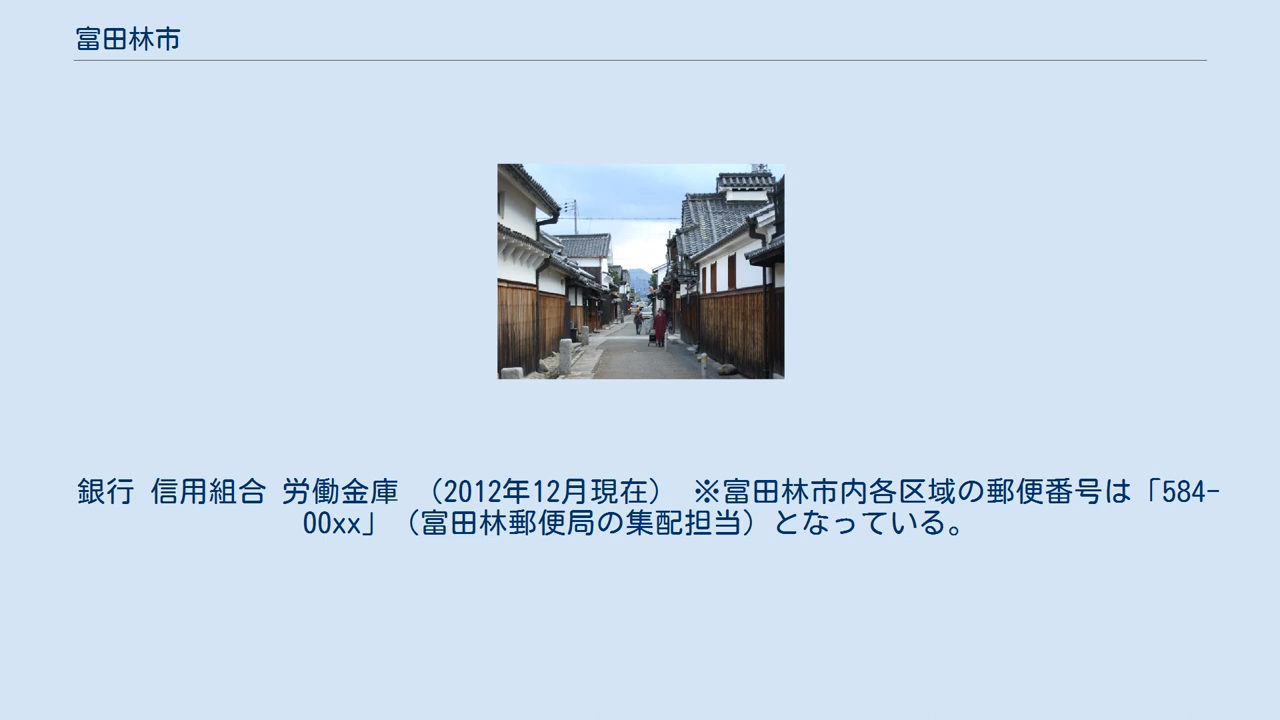 富田林市
銀行 信用組合 労働金庫 （2012年12月現在） ※富田林市内各区域の郵便番号は「584-
00xx」（富田林郵便局の集配担当）となっている。